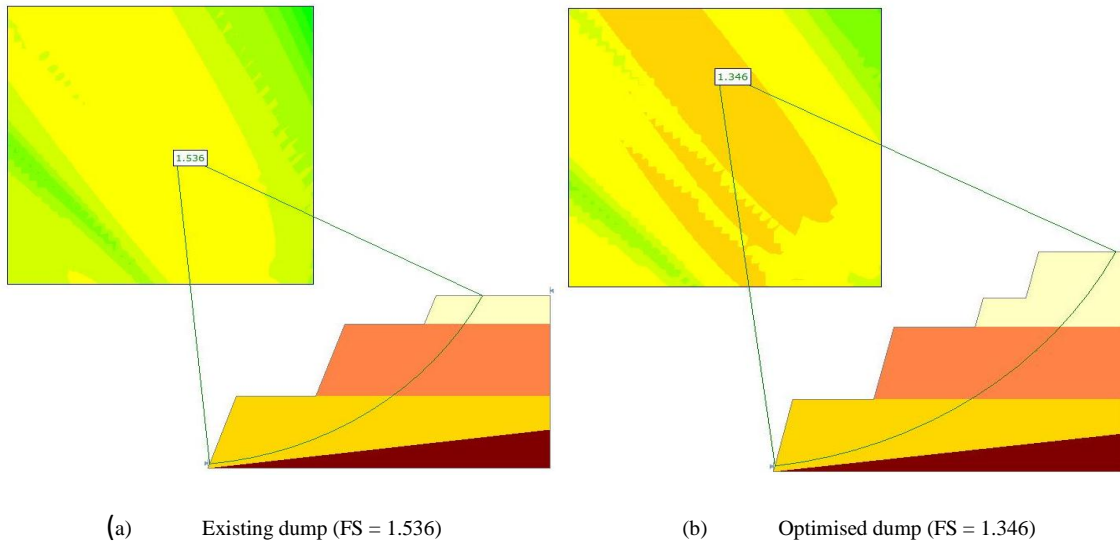 1.536
1.346
(a) Existing dump (FS = 1.536)
(b) Optimised dump (FS = 1.346)